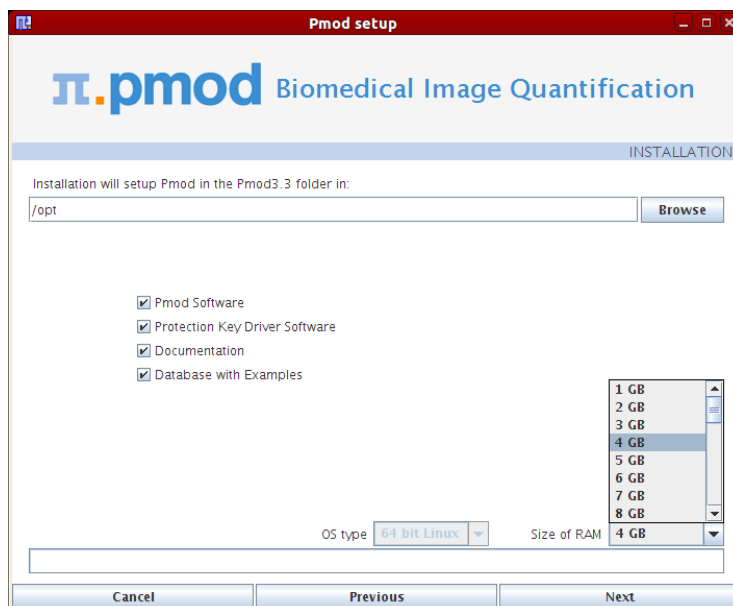 Pmod setup
π.pmod Biomedical Image Quantification
INSTALLATION
Installation will setup Pmod in the Pmod3.3 folder in:
/opt
Browse
Pmod Software
Protection Key Driver Software
Documentation
Database with Examples
1 GB
2 GB
3 GB
4 GB
5 GB
6 GB
7 GB
8 GB
OS type 64 bit Linux Size of RAM 4 GB
Cancel Previous Next